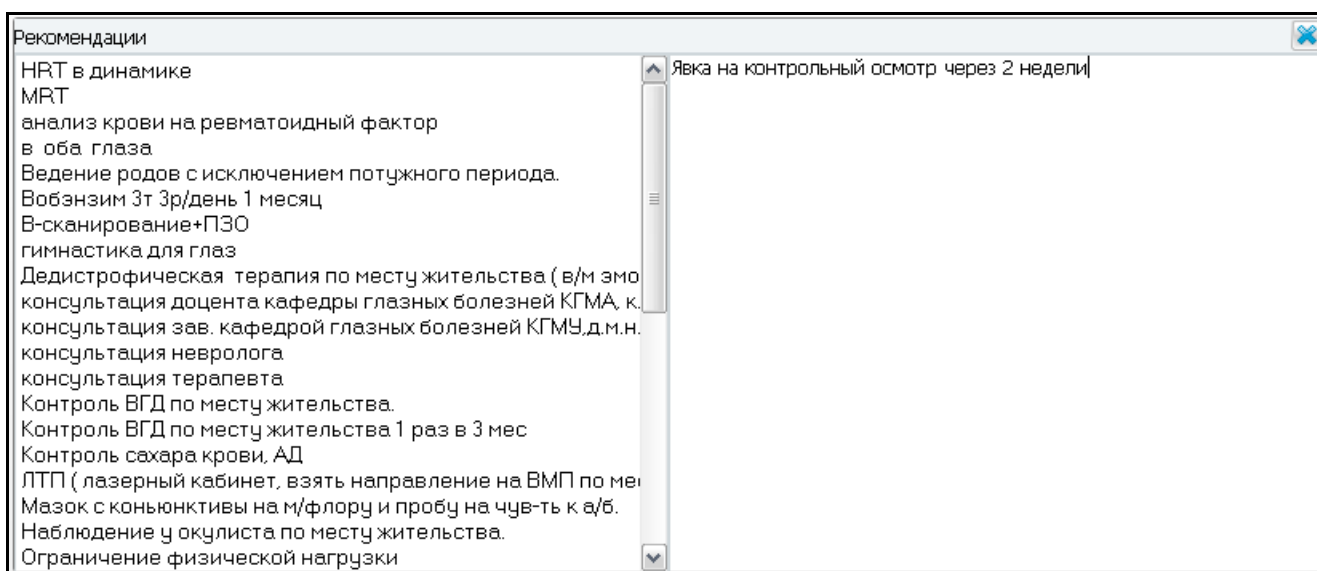 Рекомендации
HRT в динамике
MRT
анализ крови на ревматоидный фактор
в оба глаза
Ведение родов с исключением потужного периода.
Вобэнзим 3т 3р/день 1 месяц
В-сканирование+ПЗО
гимнастика для глаз
Дедистрофическая терапия по месту жительства ( в/м эмо
консультация доцента кафедры глазных болезней КГМА, к.
консультация зав. кафедрой глазных болезней КГМУ,д.м.н.
консультация невролога
консультация терапевта
Контроль ВГД по месту жительства.
Контроль ВГД по месту жительства 1 раз в 3 мес
Контроль сахара крови, АД
ЛТП ( лазерный кабинет, взять направление на ВМП по ме
Мазок с коньюнктивы на м/флору и пробу на чув-ть к а/б.
Наблюдение у окулиста по месту жительства.
Ограничение физической нагрузки
Явка на контрольный осмотр через 2 недели